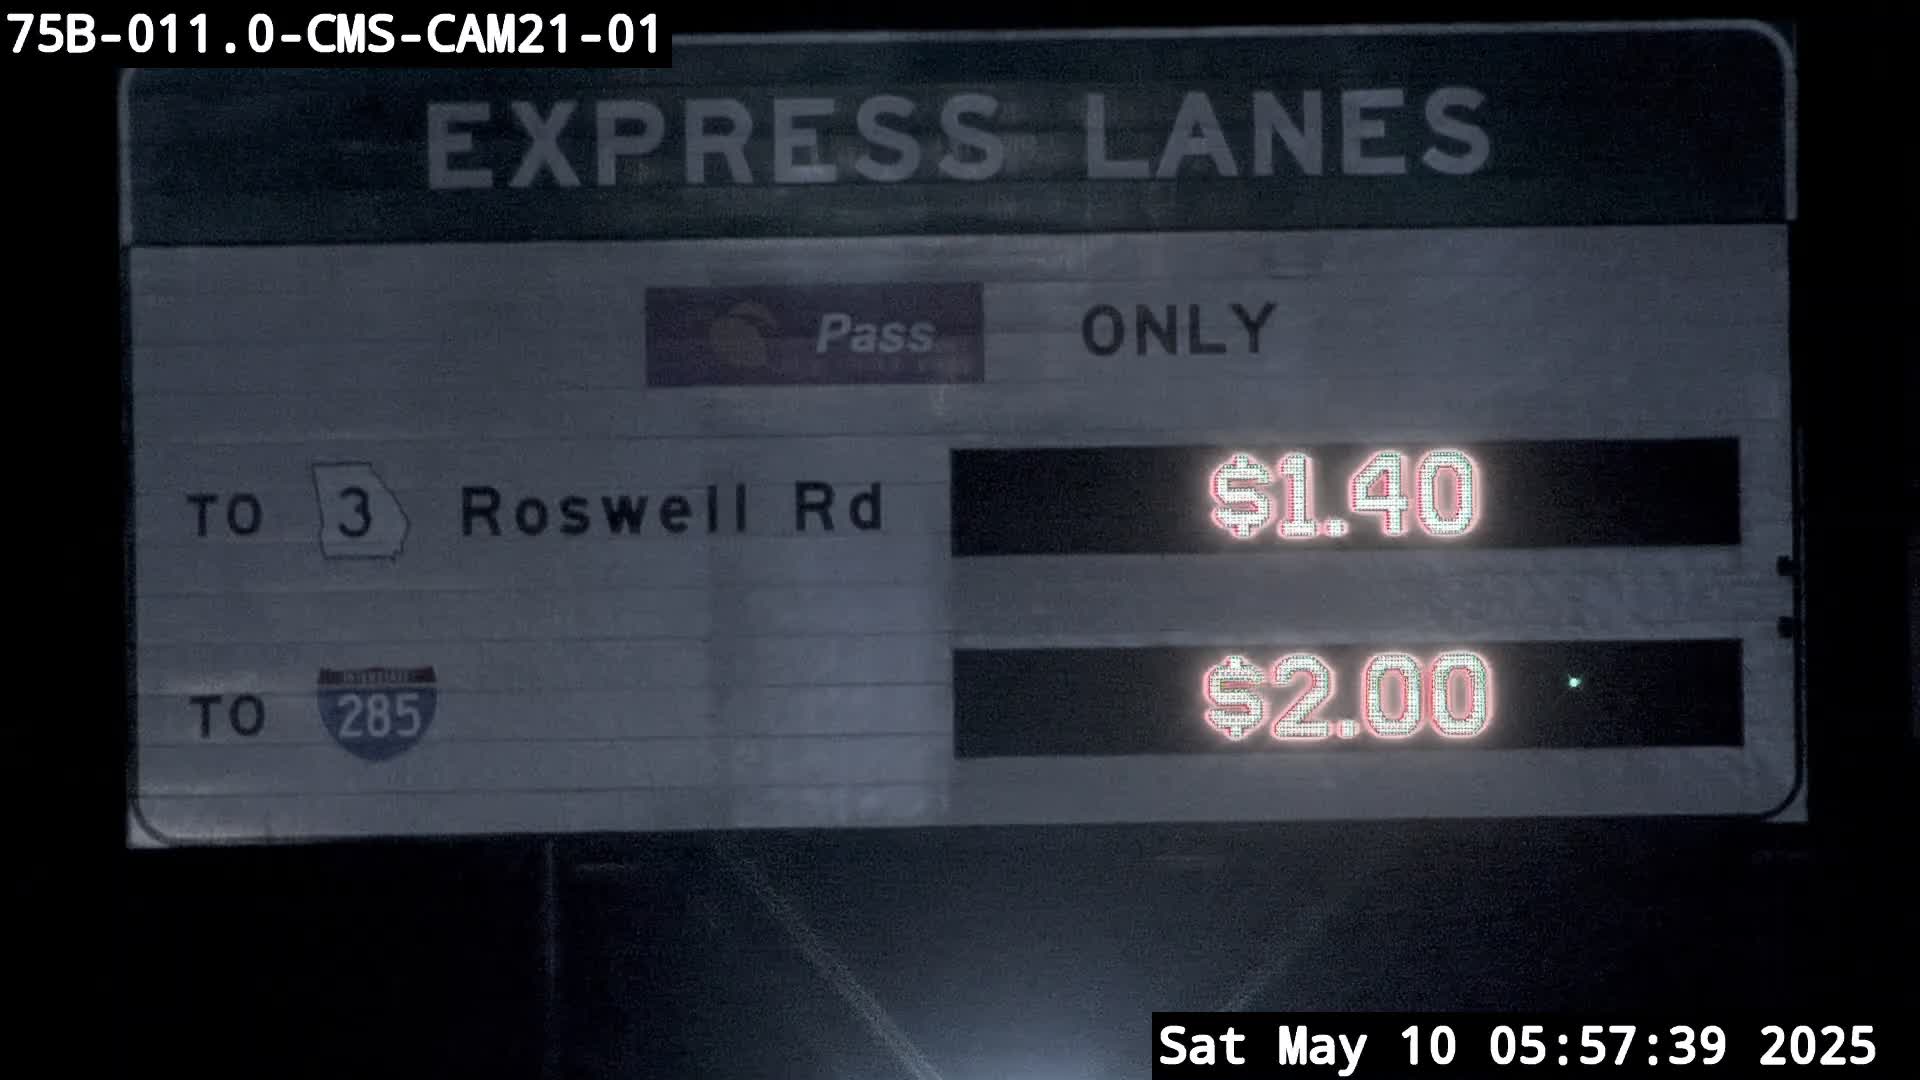 75B-011.0-CMS-CAM21-01
EXPRESS LANES
Pass ONLY
TO 3 Roswell Rd $1.40
TO 285 $2.00
Sat May 10 05:57:39 2025